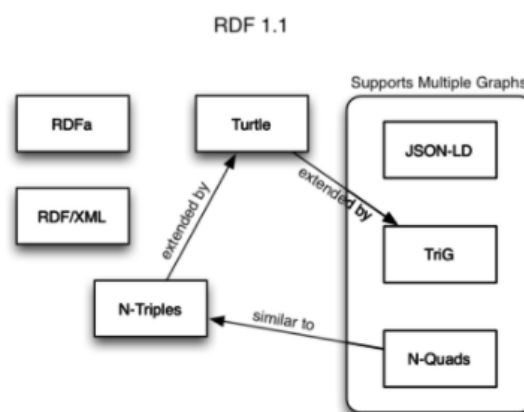 RDF 1.1
Supports Multiple Graphs
RDFa
Turtle
JSON-LD
extended by
extended by
RDF/XML
TriG
N-Triples
similar to
N-Quads